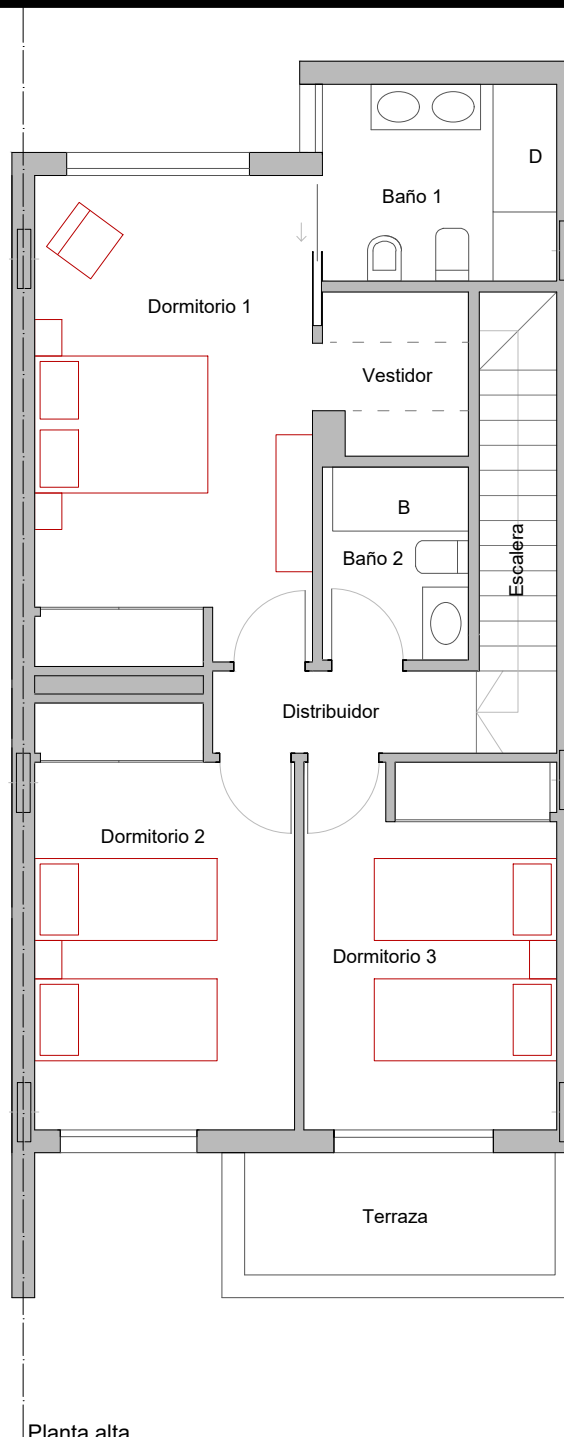 D
Baño 1
Dormitorio 1
Vestidor
B
Baño 2
Escalera
Distribuidor
Dormitorio 2
Dormitorio 3
Terraza
Planta alta